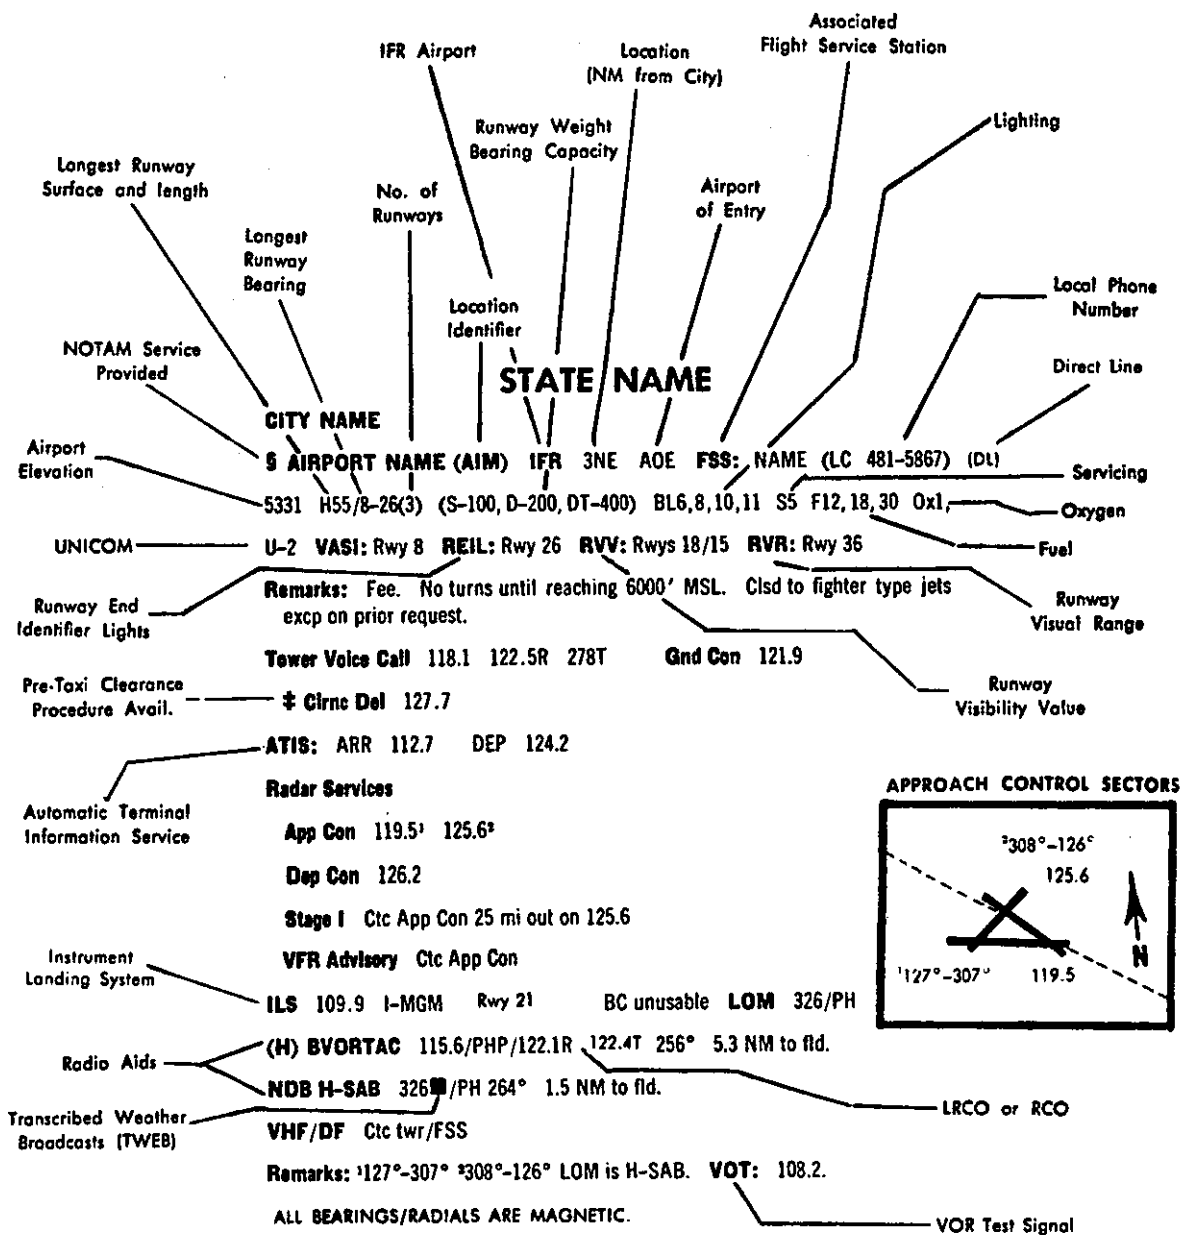 Associated
Flight Service Station
IFR Airport
Location
(NM from City)
Lighting
Runway Weight
Bearing Capacity
Longest Runway
Surface and length
No. of
Runways
Airport
of Entry
Longest
Runway
Bearing
Local Phone
Number
Location
Identifier
NOTAM Service
Provided
Direct Line
STATE NAME
CITY NAME
Airport
Elevation
§ AIRPORT NAME (AIM) IFR 3NE AOE FSS: NAME (LC 481-5867) (DL)
Servicing
5331 H55/8-26(3) (S-100, D-200, DT-400) BL6,8,10,11 S5 F12,18,30 Ox1,
Oxygen
UNICOM
U-2 VASI: Rwy 8 REIL: Rwy 26 RVV: Rwys 18/15 RVR: Rwy 36
Fuel
Remarks: Fee. No turns until reaching 6000' MSL. Clsd to fighter type jets
excp on prior request.
Runway End
Identifier Lights
Runway
Visual Range
Tower Voice Call 118.1 122.5R 278T Gnd Con 121.9
Pre-Taxi Clearance
Procedure Avail.
‡ Clrnc Del 127.7
Runway
Visibility Value
ATIS: ARR 112.7 DEP 124.2
Radar Services
APPROACH CONTROL SECTORS
Automatic Terminal
Information Service
App Con 119.5¹ 125.6²
²308°-126°
125.6
Dep Con 126.2
Stage I Ctc App Con 25 mi out on 125.6
N
Instrument
Landing System
VFR Advisory Ctc App Con
¹127°-307° 119.5
ILS 109.9 I-MGM Rwy 21 BC unusable LOM 326/PH
Radio Aids
(H) BVORTAC 115.6/PHP/122.1R 122.4T 256° 5.3 NM to fld.
NDB H-SAB 326■/PH 264° 1.5 NM to fld.
LRCO or RCO
Transcribed Weather
Broadcasts (TWEB)
VHF/DF Ctc twr/FSS
Remarks: ¹127°-307° ²308°-126° LOM is H-SAB. VOT: 108.2.
ALL BEARINGS/RADIALS ARE MAGNETIC.
VOR Test Signal